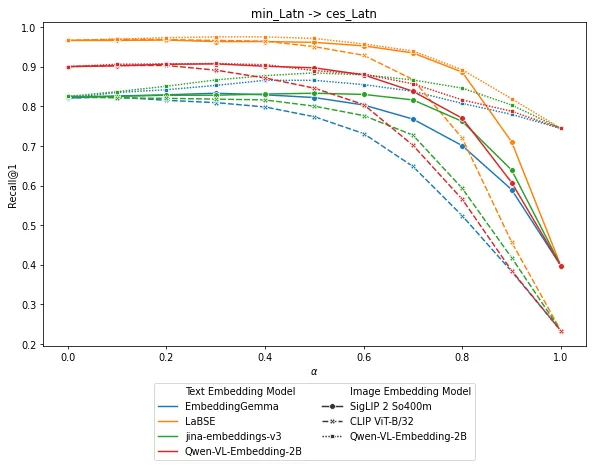 min_Latn -> ces_Latn
Recall@1
1.0
0.9
0.8
0.7
0.6
0.5
0.4
0.3
0.2
0.0 0.2 0.4 0.6 0.8 1.0
α
Text Embedding Model
EmbeddingGemma
LaBSE
jina-embeddings-v3
Qwen-VL-Embedding-2B
Image Embedding Model
SigLIP 2 So400m
CLIP ViT-B/32
Qwen-VL-Embedding-2B